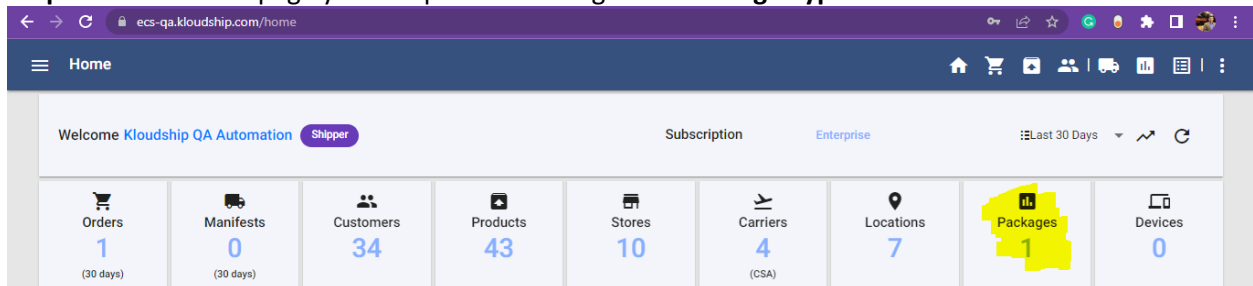 ecs-qa.kloudship.com/home
Home
Welcome Kloudship QA Automation Shipper Subscription Enterprise Last 30 Days
Orders Manifests Customers Products Stores Carriers Locations Packages Devices
1 0 34 43 10 4 7 1 0
(30 days) (30 days) (CSA)